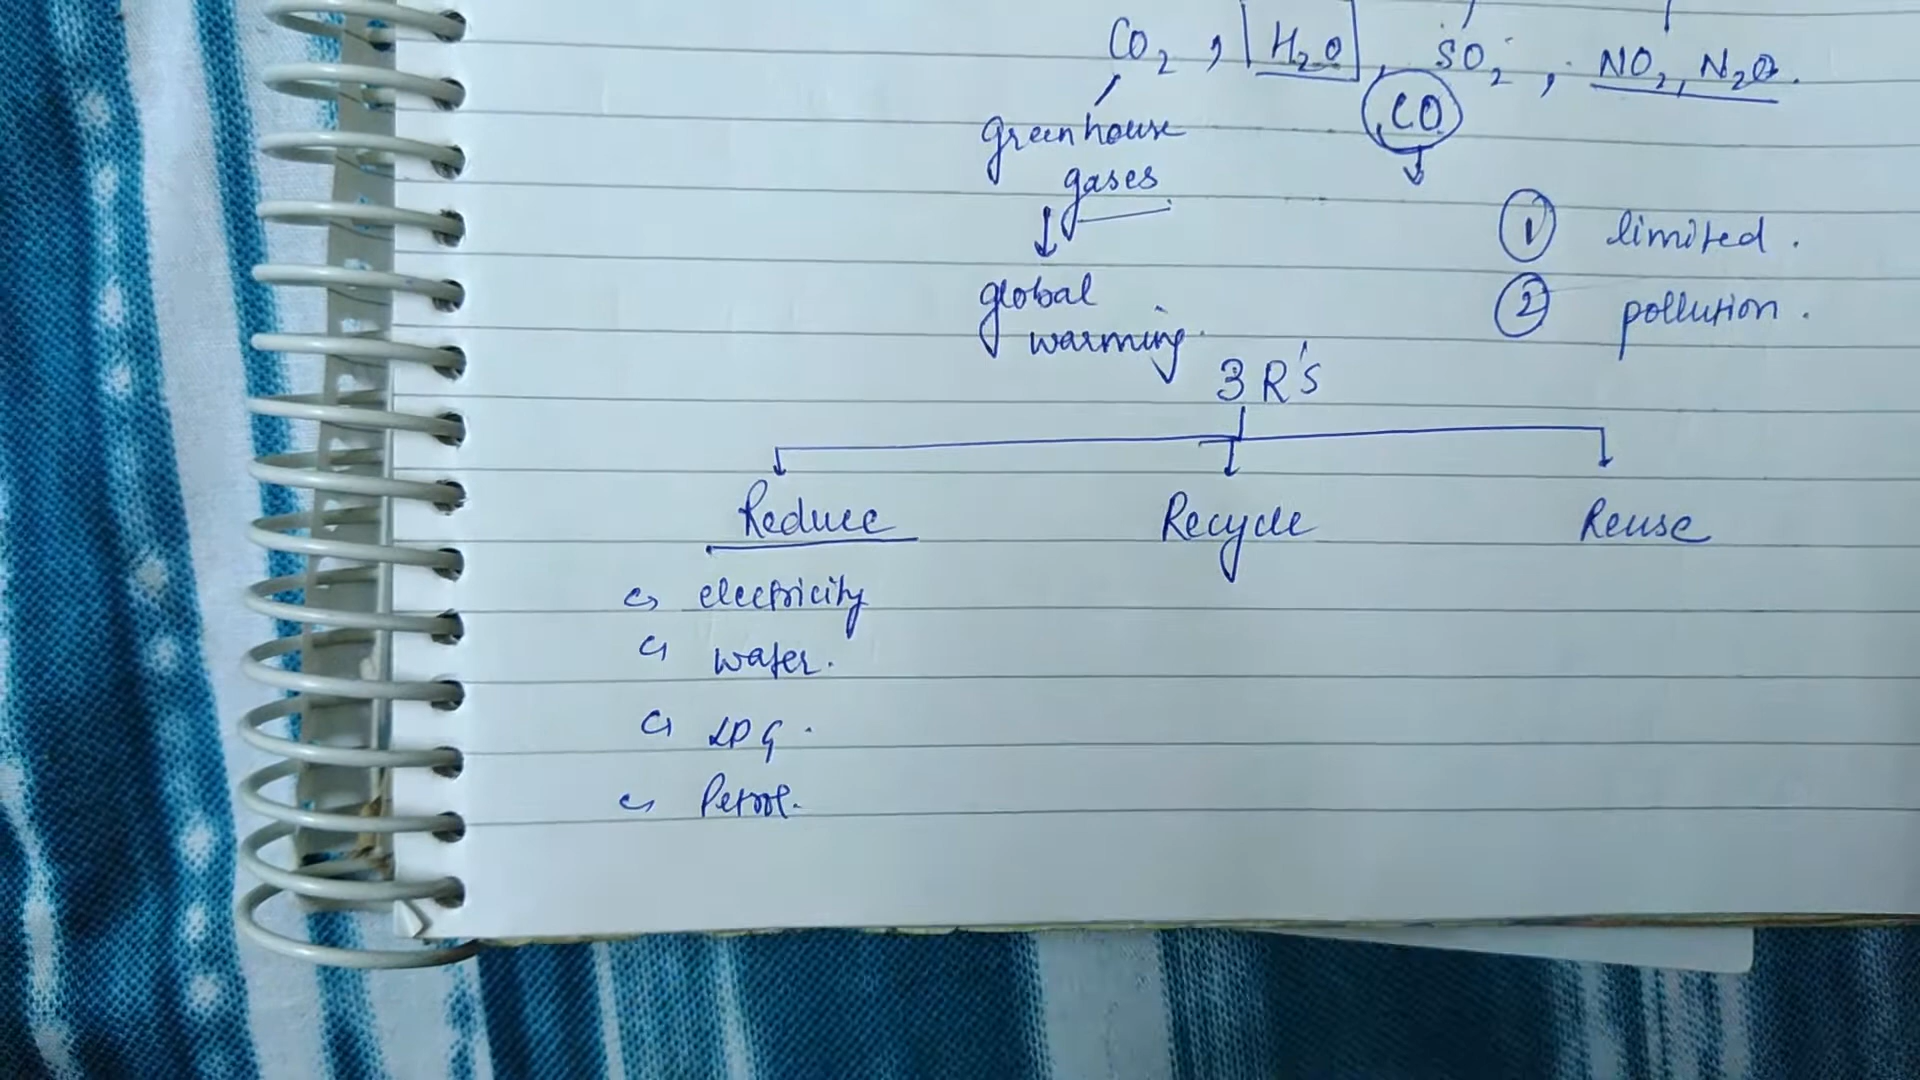 CO₂ , H₂O , SO₂ , NO₂, N₂O.
CO
greenhouse
gases
① limited.
② pollution.
global
warming.
3 R's
Reduce Recycle Reuse
electricity
water.
LPG.
Petrol.